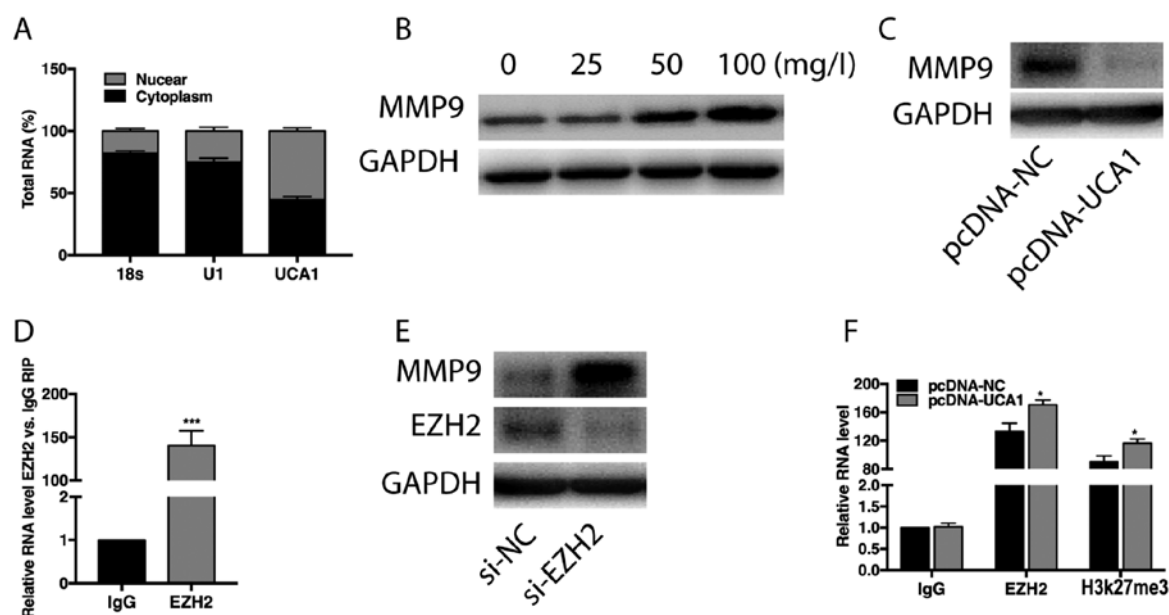 A
Total RNA (%)
150
100
50
0
Nucear
Cytoplasm
18s
U1
UCA1
B
0 25 50 100 (mg/l)
MMP9
GAPDH
C
MMP9
GAPDH
pcDNA-NC
pcDNA-UCA1
D
Relative RNA level EZH2 vs. IgG RIP
200
150
100
2
1
0
***
IgG
EZH2
E
MMP9
EZH2
GAPDH
si-NC
si-EZH2
F
Relative RNA level
200
160
120
80
2.0
1.5
1.0
0.5
0.0
pcDNA-NC
pcDNA-UCA1
*
*
IgG
EZH2
H3k27me3